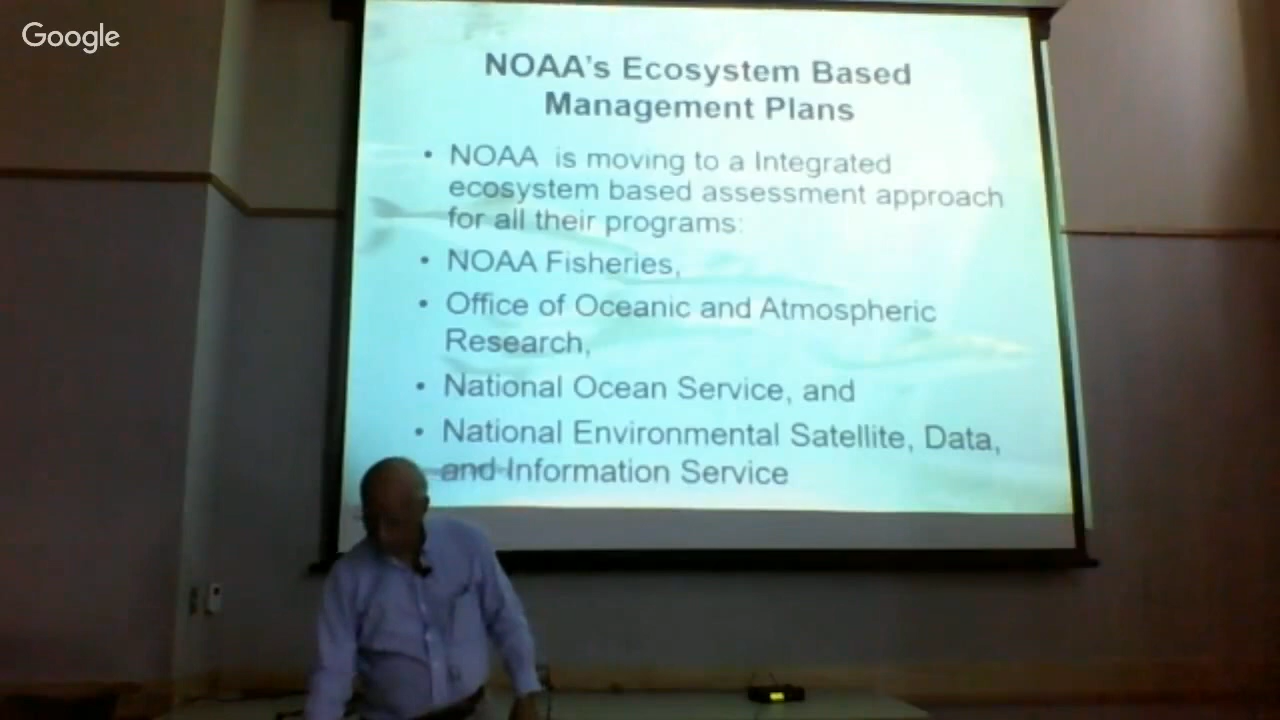 Google
NOAA's Ecosystem Based
Management Plans
• NOAA is moving to a Integrated
ecosystem based assessment approach
for all their programs:
• NOAA Fisheries,
• Office of Oceanic and Atmospheric
Research,
• National Ocean Service, and
• National Environmental Satellite, Data,
and Information Service